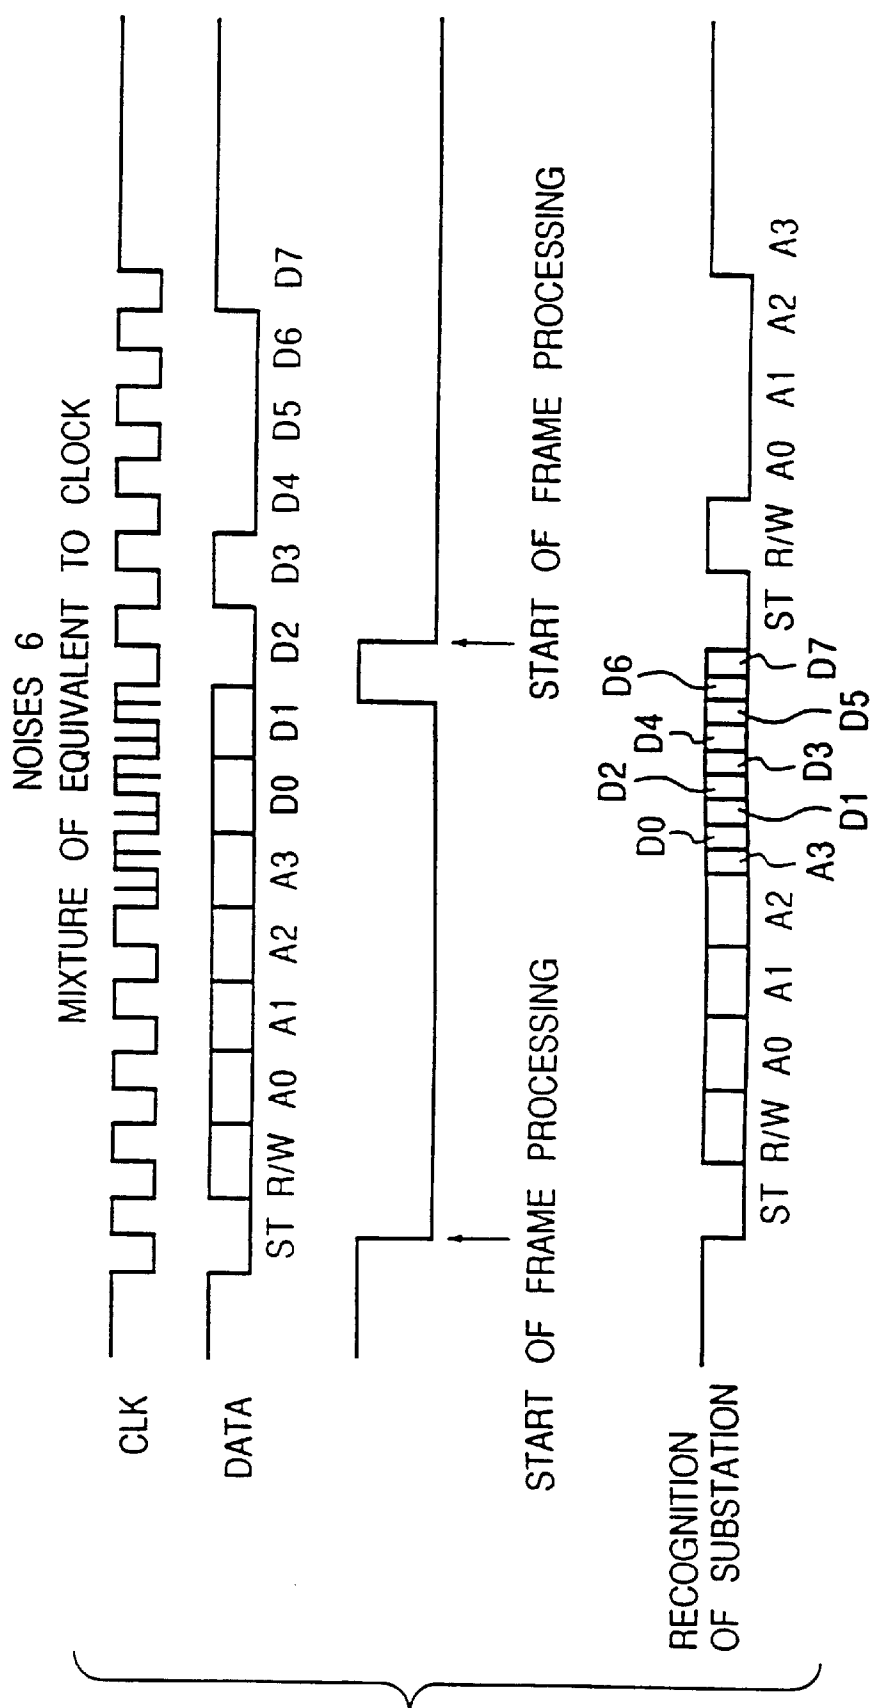 NOISES 6
MIXTURE OF EQUIVALENT TO CLOCK
CLK
DATA
ST R/W A0 A1 A2 A3 D0 D1 D2 D3 D4 D5 D6 D7
START OF FRAME PROCESSING
START OF FRAME PROCESSING
D0 D2 D4 D6
RECOGNITION
OF SUBSTATION
ST R/W A0 A1 A2 A3 D1 D3 D5 D7 ST R/W A0 A1 A2 A3